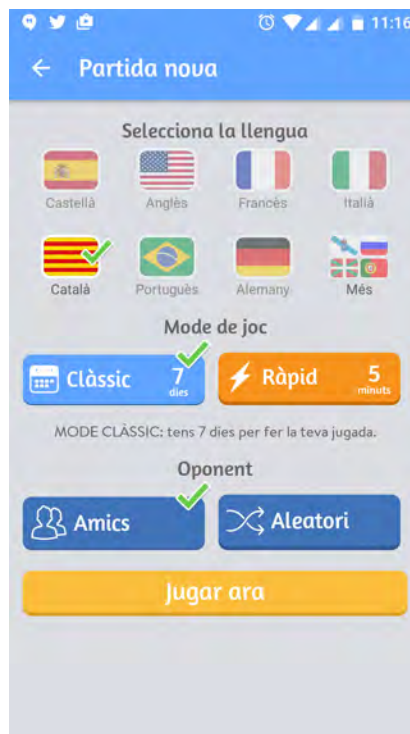 11:16
Partida nova
Selecciona la llengua
Castellà Anglès Francès Italià
Català Portuguès Alemany Més
Mode de joc
Clàssic 7 dies Ràpid 5 minuts
MODE CLÀSSIC: tens 7 dies per fer la teva jugada.
Oponent
Amics Aleatori
Jugar ara